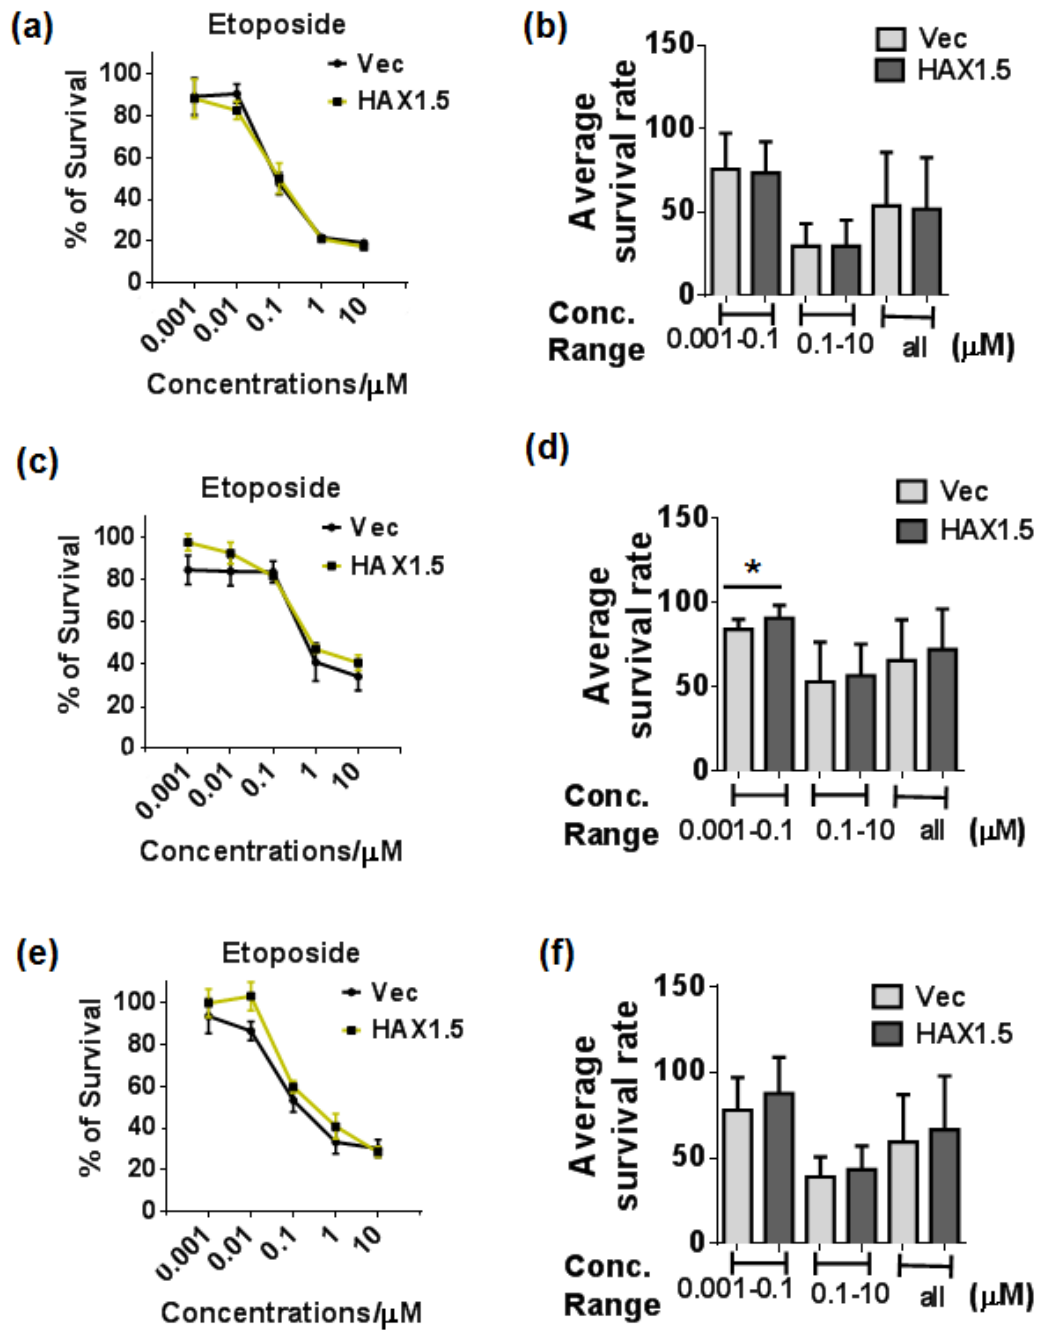 (a)
Etoposide
Vec
HAX1.5
% of Survival
100
80
60
40
20
0
0.001
0.01
0.1
1
10
Concentrations/μM
(b)
Vec
HAX1.5
Average
survival rate
150
100
50
0
Conc.
Range
0.001-0.1
0.1-10
all
(μM)
(c)
Etoposide
Vec
HAX1.5
% of Survival
100
80
60
40
20
0
0.001
0.01
0.1
1
10
Concentrations/μM
(d)
Vec
HAX1.5
Average
survival rate
150
100
50
0
*
Conc.
Range
0.001-0.1
0.1-10
all
(μM)
(e)
Etoposide
Vec
HAX1.5
% of Survival
100
80
60
40
20
0
0.001
0.01
0.1
1
10
Concentrations/μM
(f)
Vec
HAX1.5
Average
survival rate
150
100
50
0
Conc.
Range
0.001-0.1
0.1-10
all
(μM)